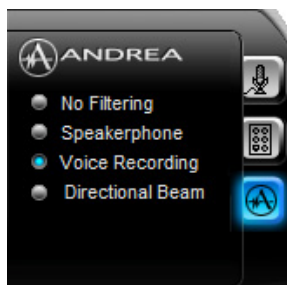 ANDREA
No Filtering
Speakerphone
Voice Recording
Directional Beam